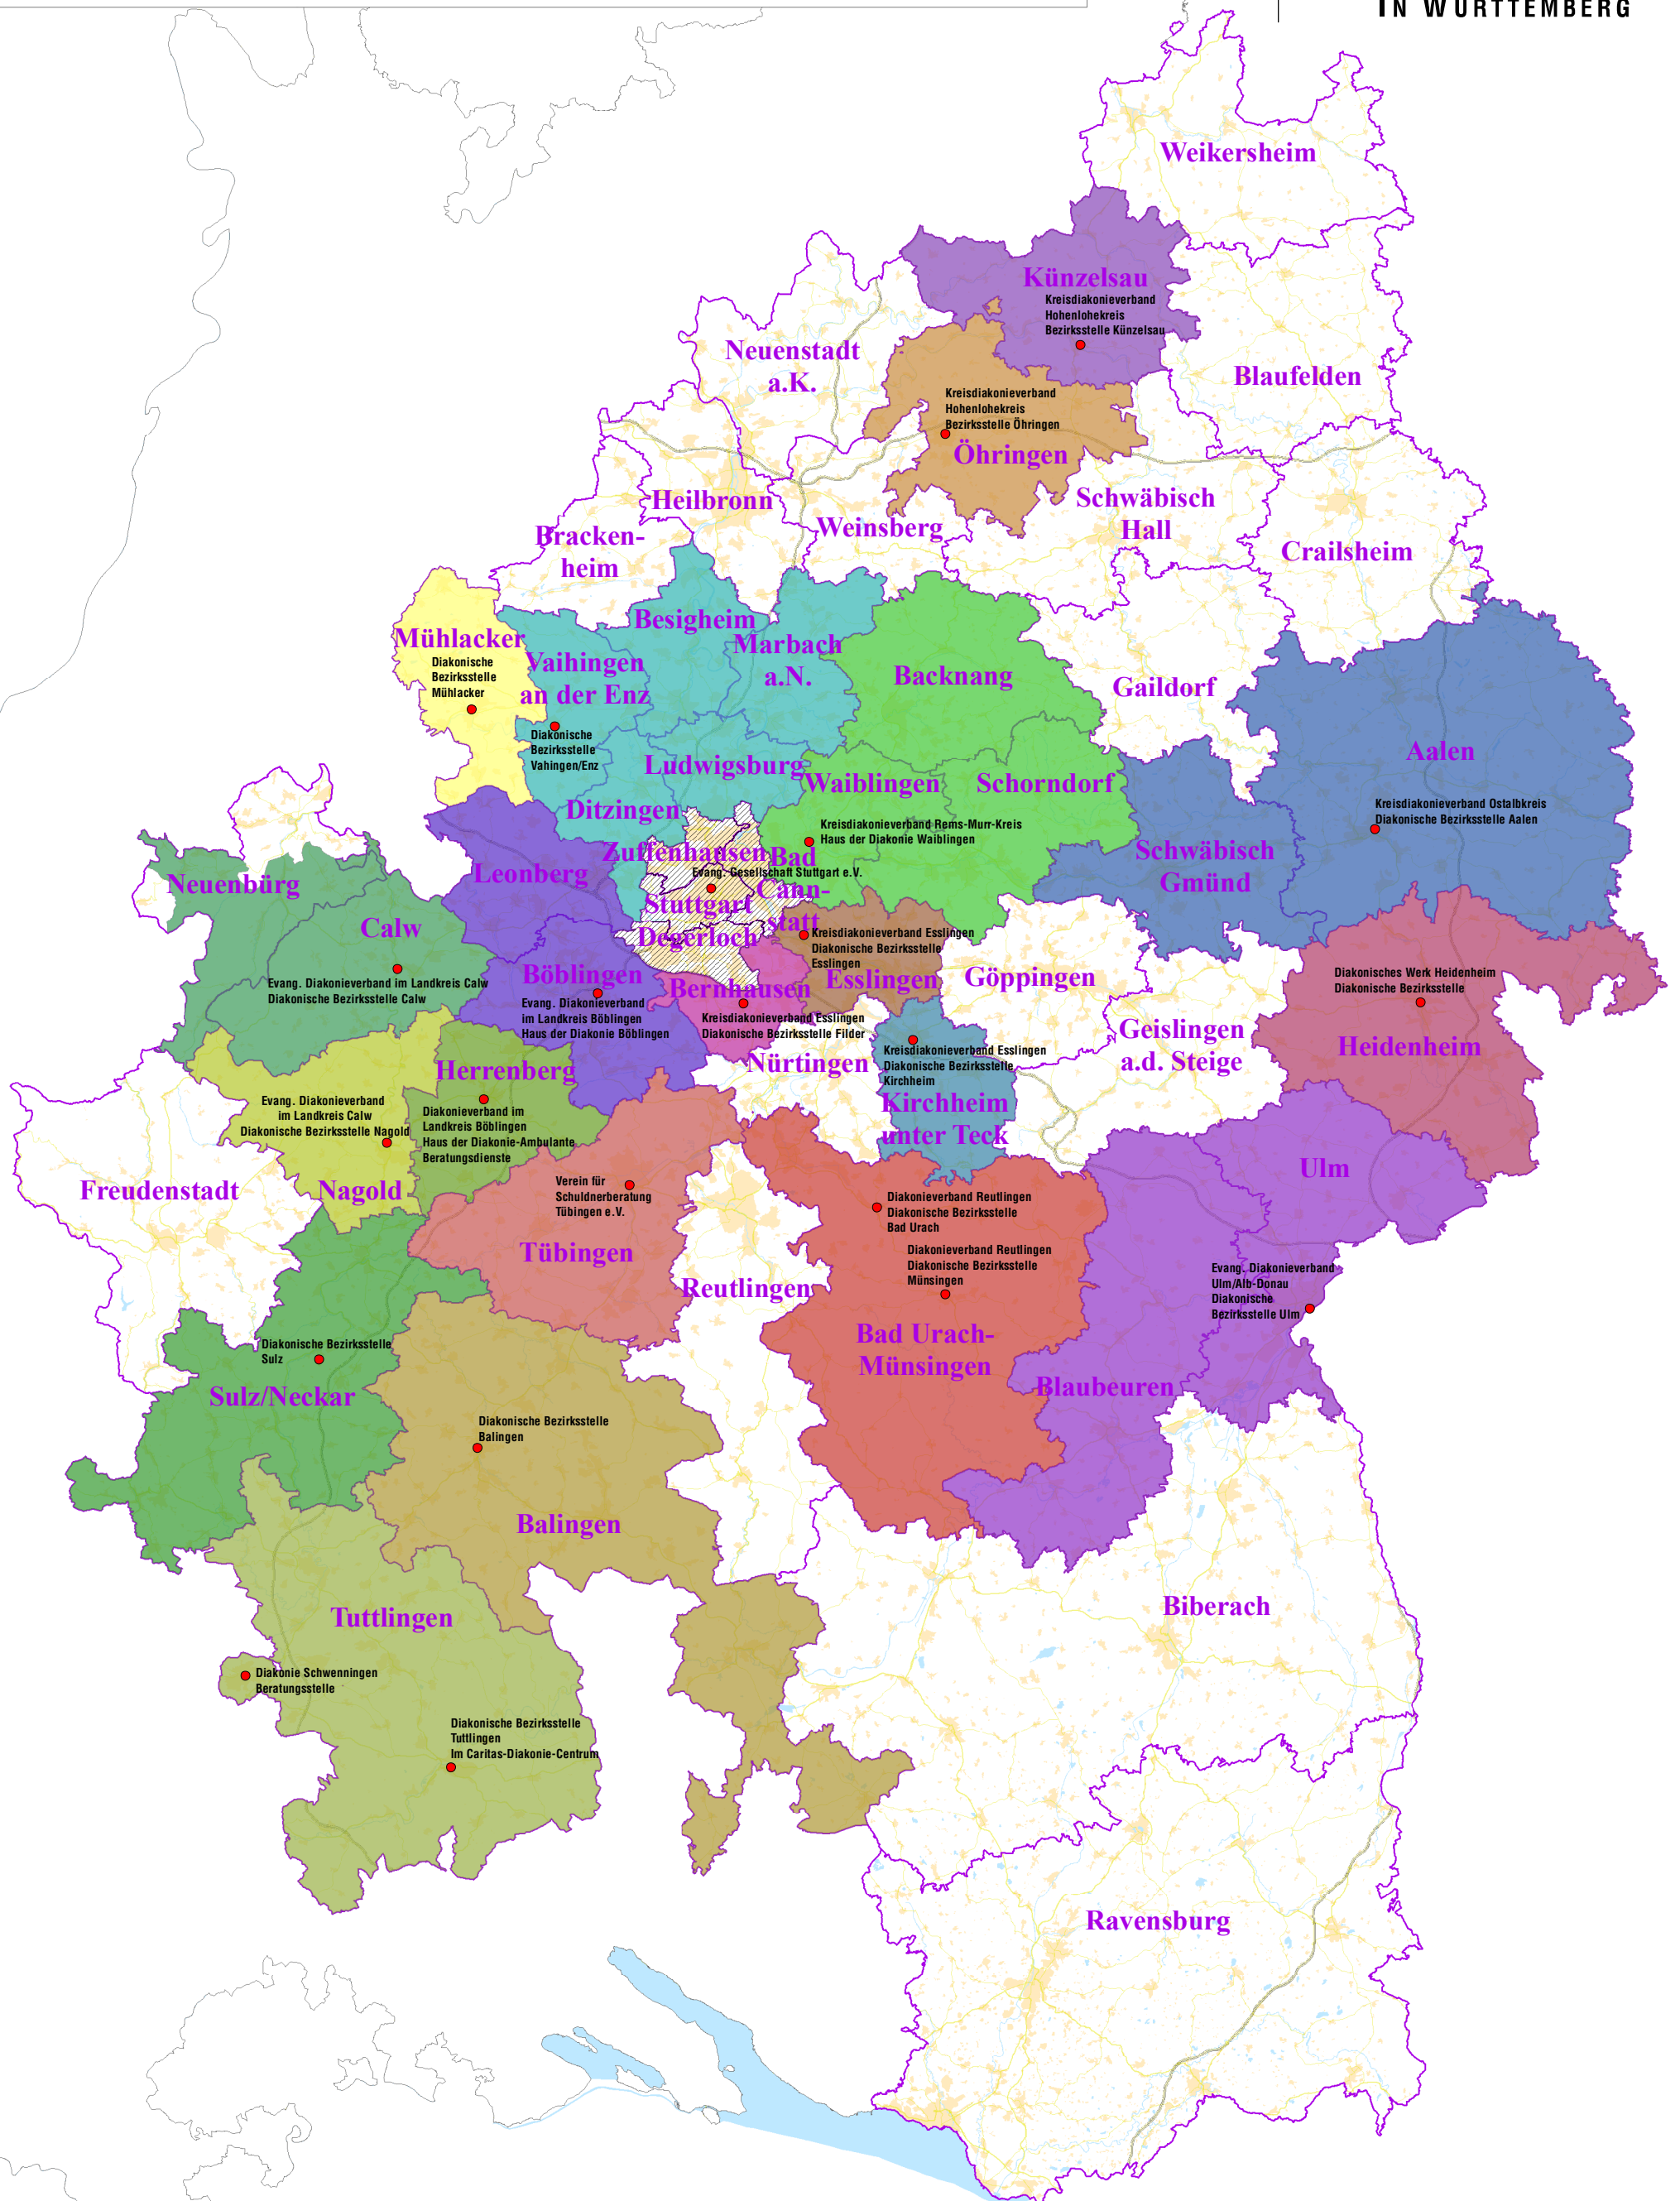 IN WÜRTTEMBERG
Weikersheim
Künzelsau
Kreisdiakonieverband
Hohenlohekreis
Bezirksstelle Künzelsau
Neuenstadt
a.K.
Blaufelden
Kreisdiakonieverband
Hohenlohekreis
Bezirksstelle Öhringen
Öhringen
Heilbronn
Schwäbisch
Hall
Weinsberg
Bracken-
heim
Crailsheim
Besigheim
Mühlacker
Diakonische
Bezirksstelle
Mühlacker
Vaihingen
an der Enz
Marbach
a.N.
Backnang
Gaildorf
Diakonische
Bezirksstelle
Vahingen/Enz
Aalen
Kreisdiakonieverband Ostalbkreis
Diakonische Bezirksstelle Aalen
Ludwigsburg
Waiblingen
Schorndorf
Ditzingen
Kreisdiakonieverband Rems-Murr-Kreis
Haus der Diakonie Waiblingen
Zuffenhausen
Bad
Cann-
statt
Evang. Gesellschaft Stuttgart e.V.
Schwäbisch
Gmünd
Leonberg
Neuenbürg
Stuttgart
Calw
Degerloch
Kreisdiakonieverband Esslingen
Diakonische Bezirksstelle
Esslingen
Esslingen
Göppingen
Evang. Diakonieverband im Landkreis Calw
Diakonische Bezirksstelle Calw
Böblingen
Evang. Diakonieverband
im Landkreis Böblingen
Haus der Diakonie Böblingen
Bernhausen
Kreisdiakonieverband Esslingen
Diakonische Bezirksstelle Filder
Diakonisches Werk Heidenheim
Diakonische Bezirksstelle
Heidenheim
Geislingen
a.d. Steige
Nürtingen
Kreisdiakonieverband Esslingen
Diakonische Bezirksstelle
Kirchheim
Kirchheim
unter Teck
Herrenberg
Diakonieverband im
Landkreis Böblingen
Haus der Diakonie-Ambulante
Beratungsdienste
Evang. Diakonieverband
im Landkreis Calw
Diakonische Bezirksstelle Nagold
Nagold
Freudenstadt
Ulm
Verein für
Schuldnerberatung
Tübingen e.V.
Tübingen
Diakonieverband Reutlingen
Diakonische Bezirksstelle
Bad Urach
Diakonieverband Reutlingen
Diakonische Bezirksstelle
Münsingen
Reutlingen
Evang. Diakonieverband
Ulm/Alb-Donau
Diakonische
Bezirksstelle Ulm
Bad Urach-
Münsingen
Diakonische Bezirksstelle
Sulz
Sulz/Neckar
Blaubeuren
Diakonische Bezirksstelle
Balingen
Balingen
Tuttlingen
Biberach
Diakonie Schwenningen
Beratungsstelle
Diakonische Bezirksstelle
Tuttlingen
Im Caritas-Diakonie-Centrum
Ravensburg